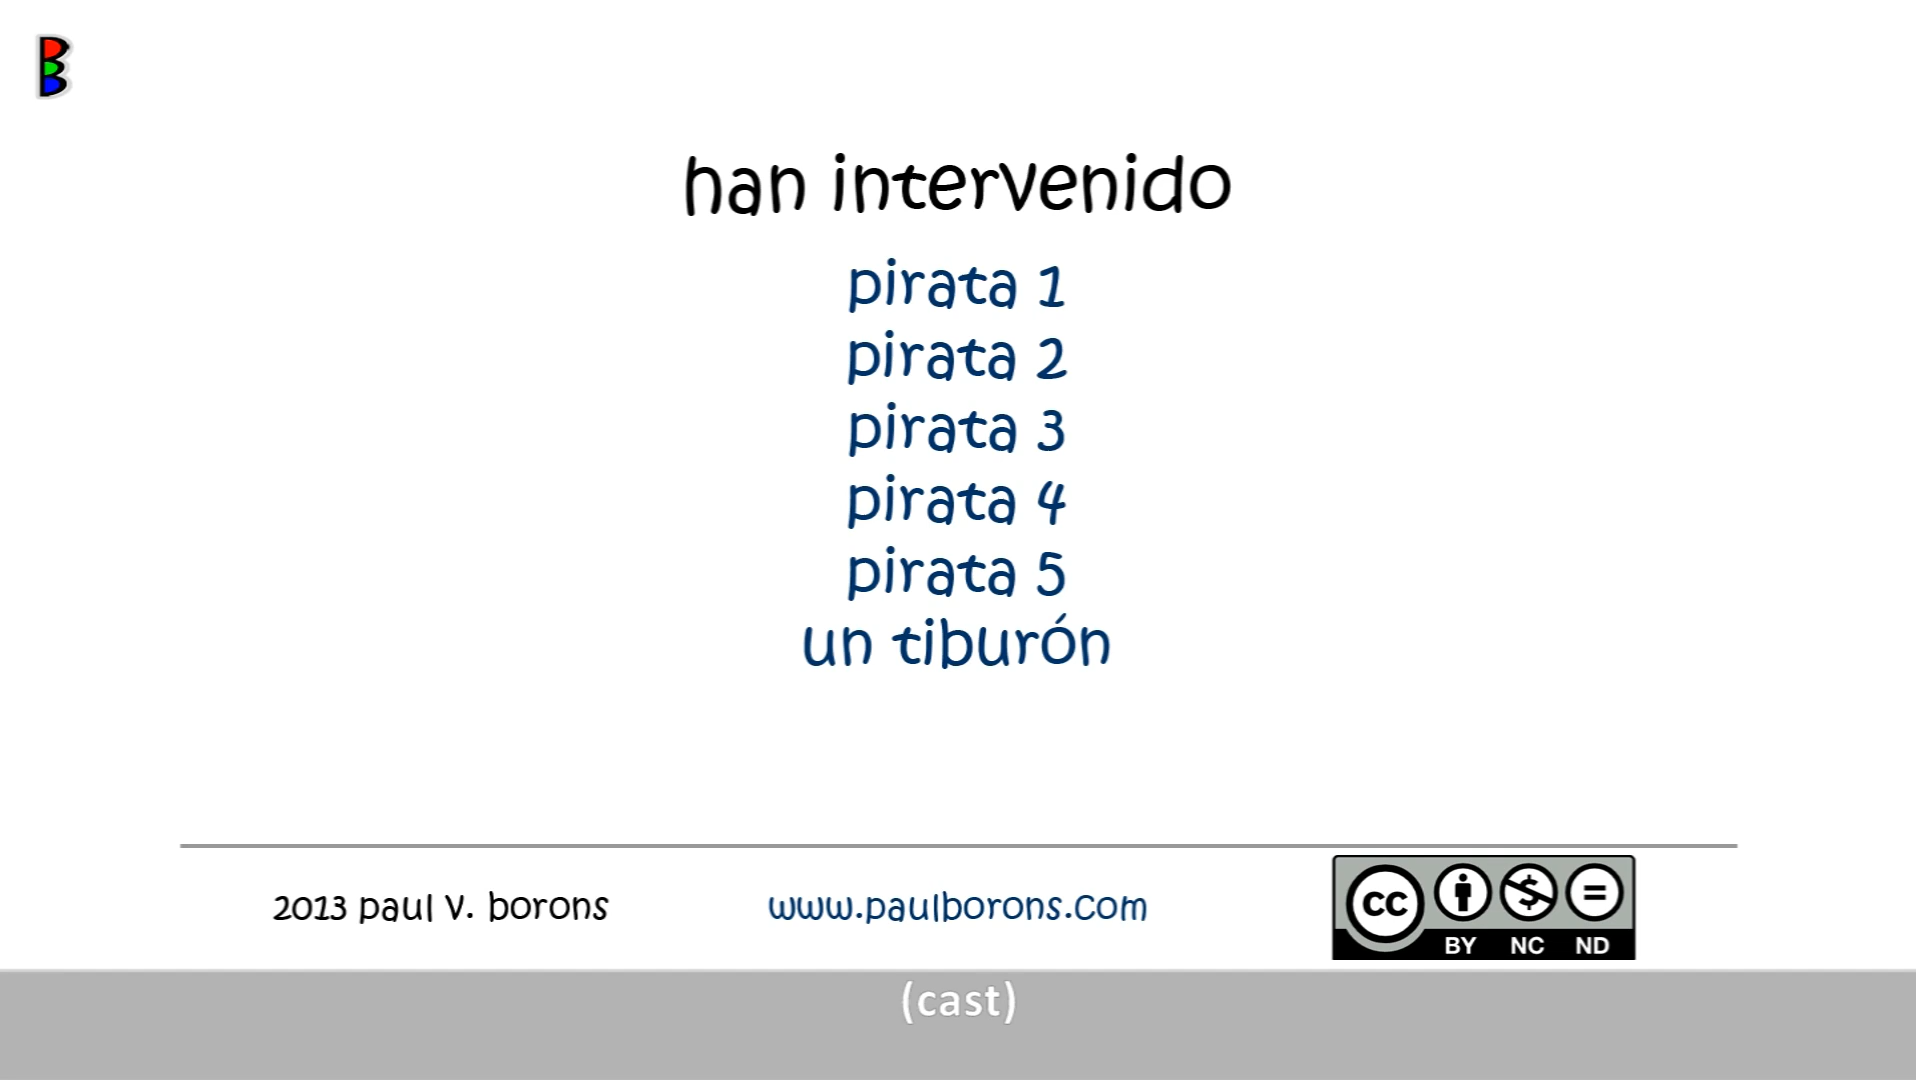 B
han intervenido
pirata 1
pirata 2
pirata 3
pirata 4
pirata 5
un tiburón
2013 paul v. borons
www.paulborons.com
cc
BY NC ND
(cast)